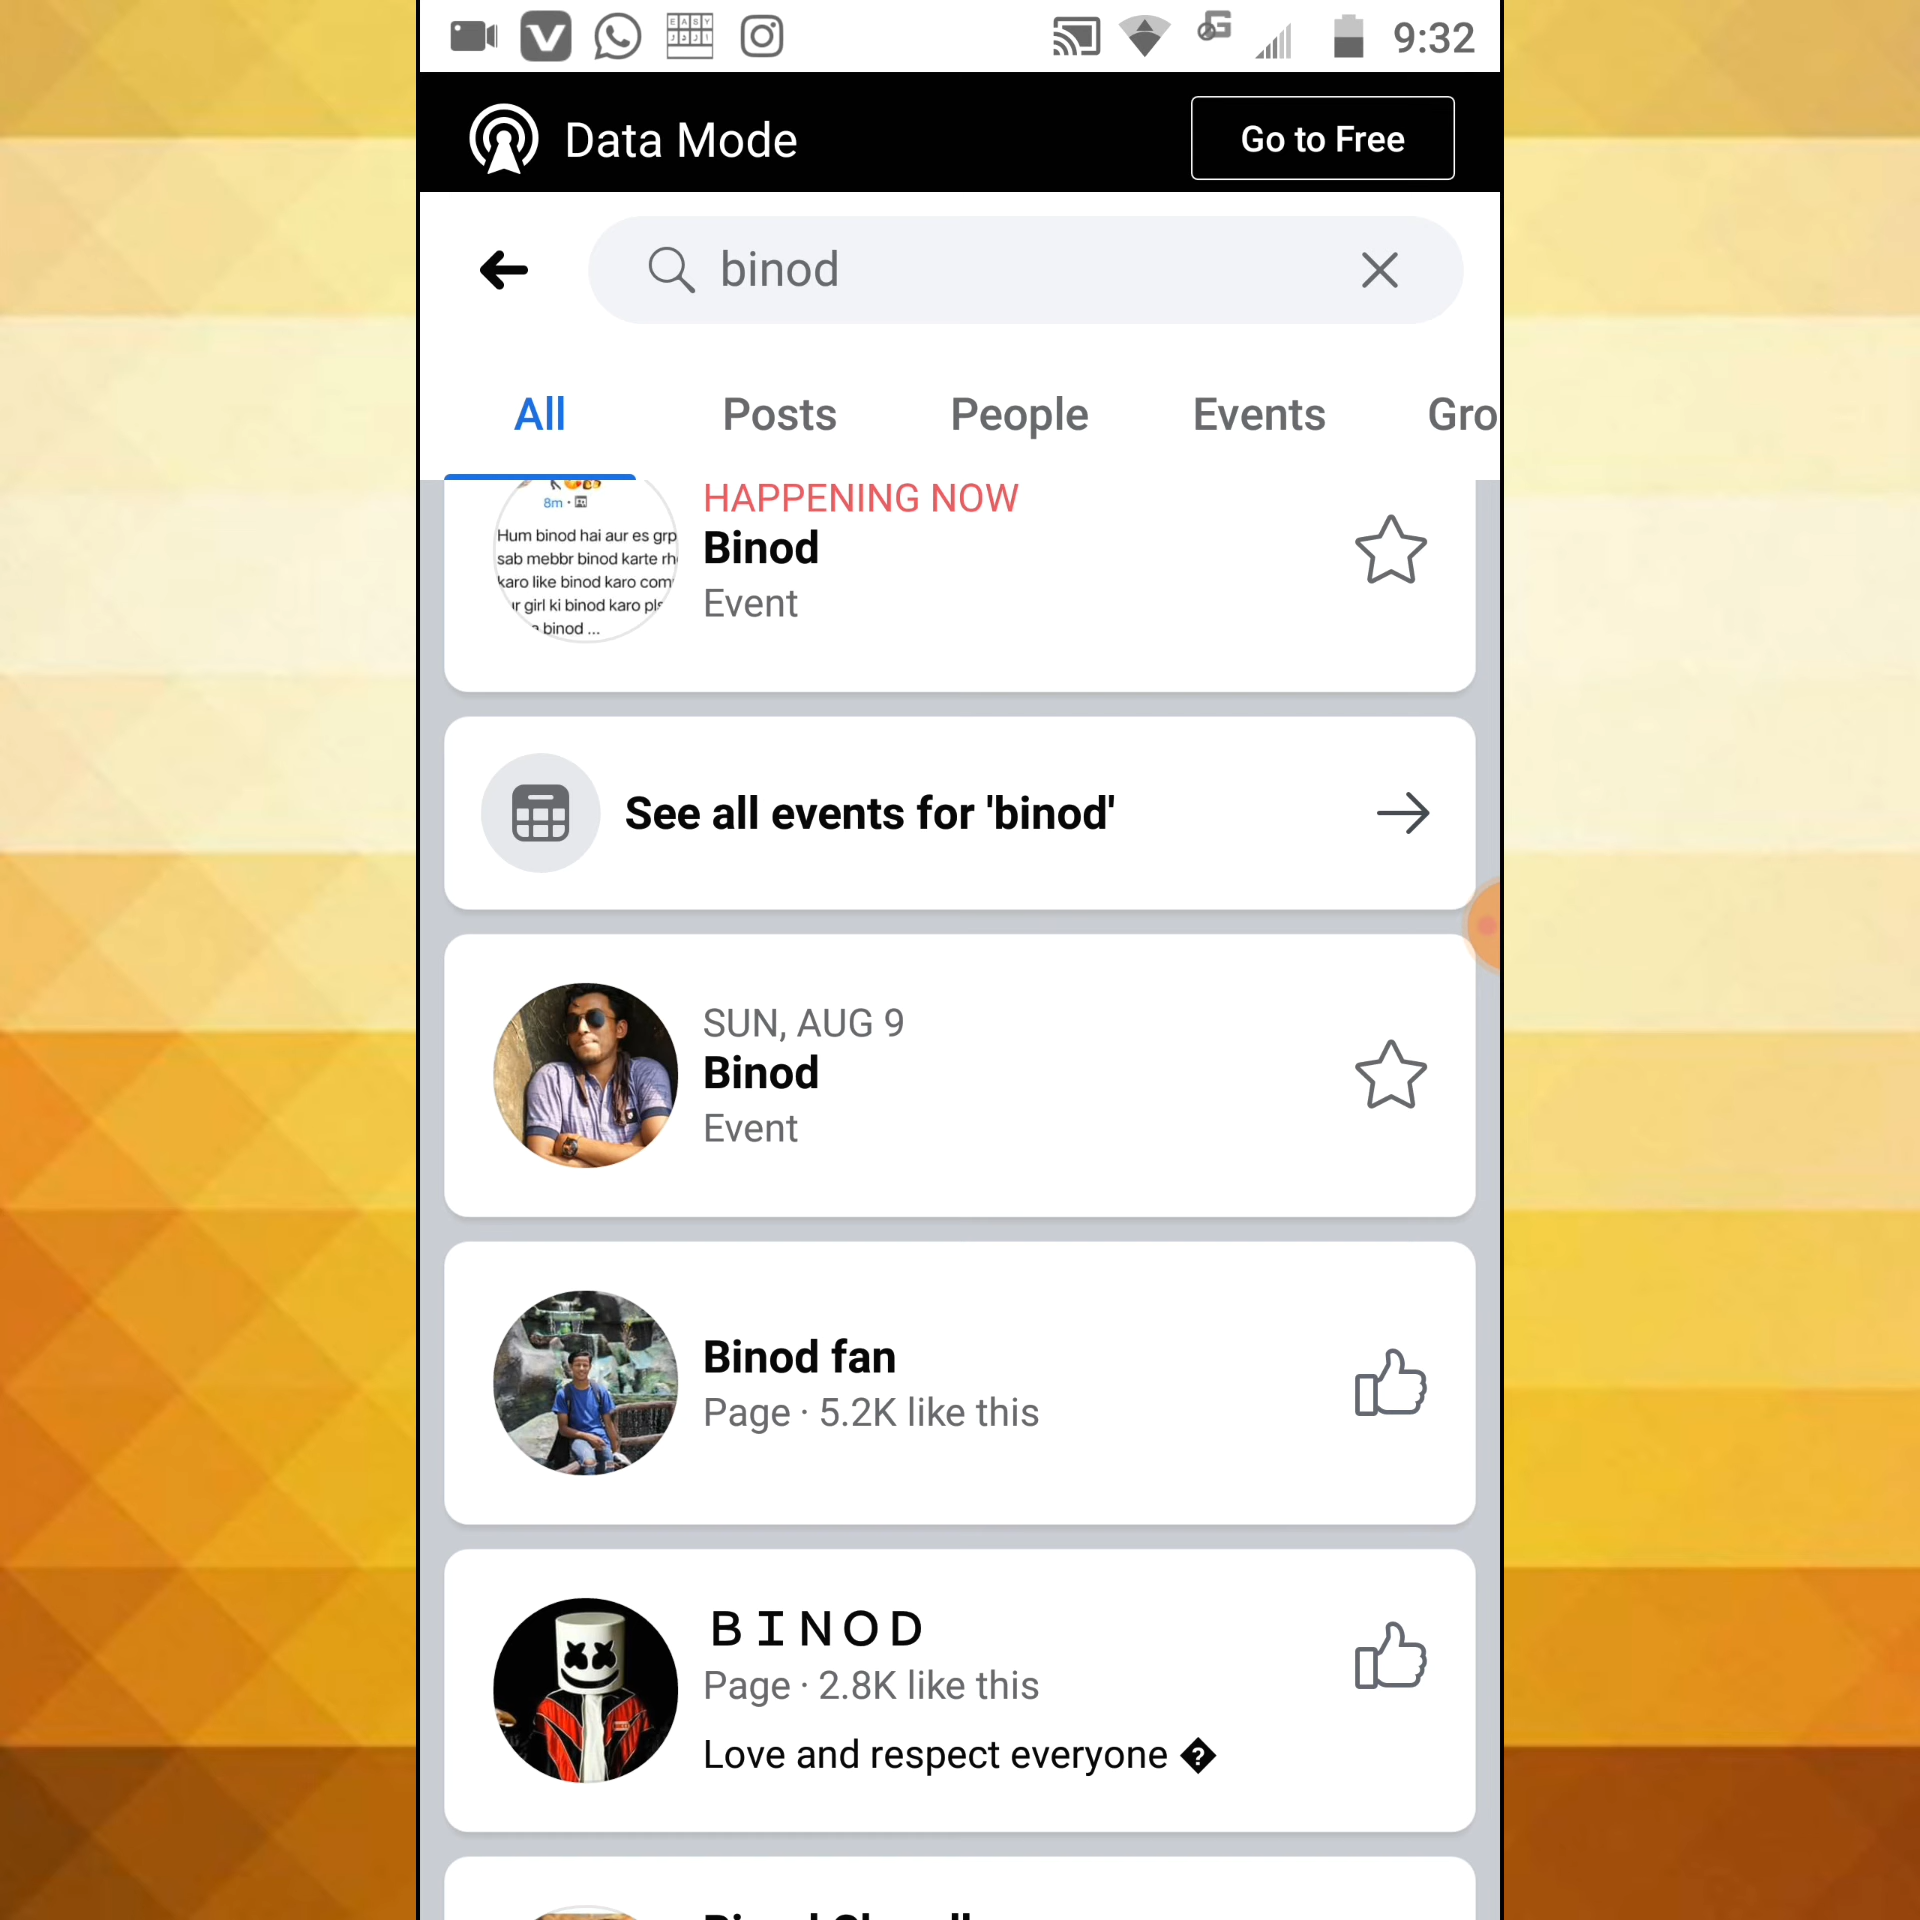 9:32
Data Mode
Go to Free
binod
All
Posts
People
Events
Gro
8m ·
HAPPENING NOW
Hum binod hai aur es grp
sab mebbr binod karte rh
karo like binod karo com
r girl ki binod karo pls
binod ...
Binod
Event
See all events for 'binod'
SUN, AUG 9
Binod
Event
Binod fan
Page · 5.2K like this
BINOD
Page · 2.8K like this
Love and respect everyone